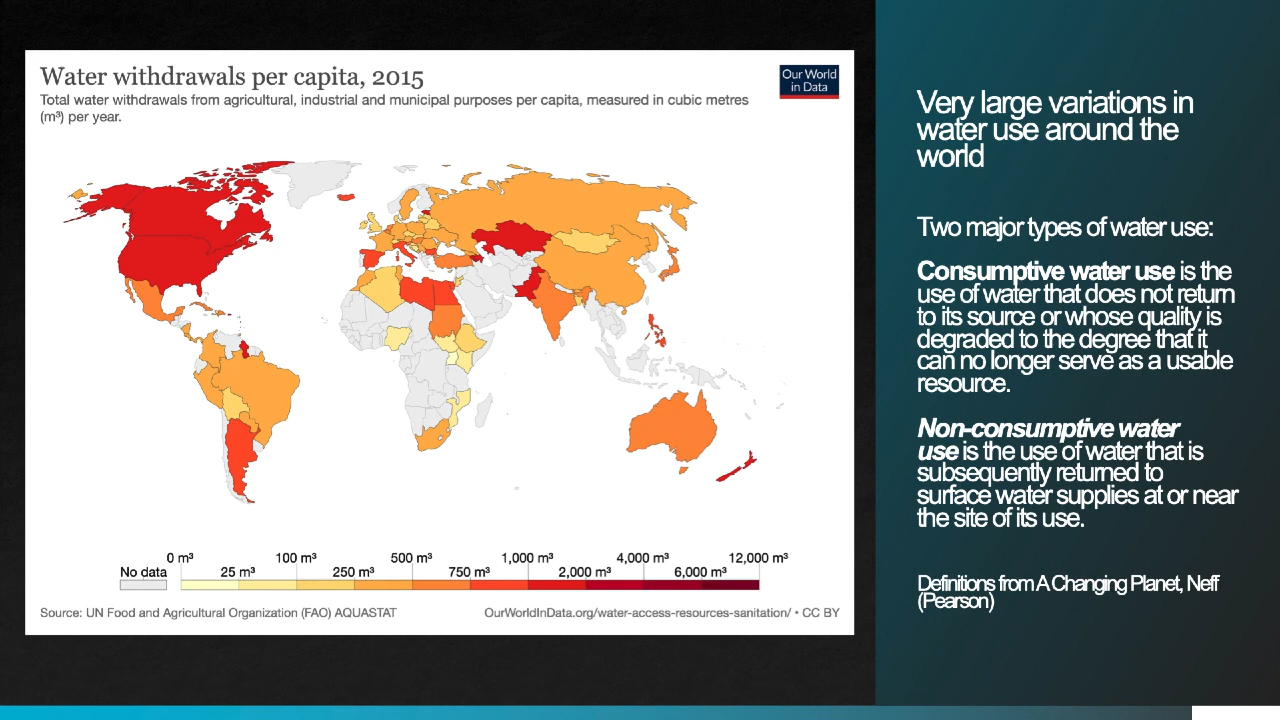 Water withdrawals per capita, 2015
Total water withdrawals from agricultural, industrial and municipal purposes per capita, measured in cubic metres
(m³) per year.
Our World
in Data
No data
0 m³
25 m³
100 m³
250 m³
500 m³
750 m³
1,000 m³
2,000 m³
4,000 m³
6,000 m³
12,000 m³
Source: UN Food and Agricultural Organization (FAO) AQUASTAT
OurWorldInData.org/water-access-resources-sanitation/ • CC BY
Very large variations in
water use around the
world
Two major types of water use:
Consumptive water use is the
use of water that does not return
to its source or whose quality is
degraded to the degree that it
can no longer serve as a usable
resource.
Non-consumptive water
use is the use of water that is
subsequently returned to
surface water supplies at or near
the site of its use.
Definitions from A Changing Planet, Neff
(Pearson)